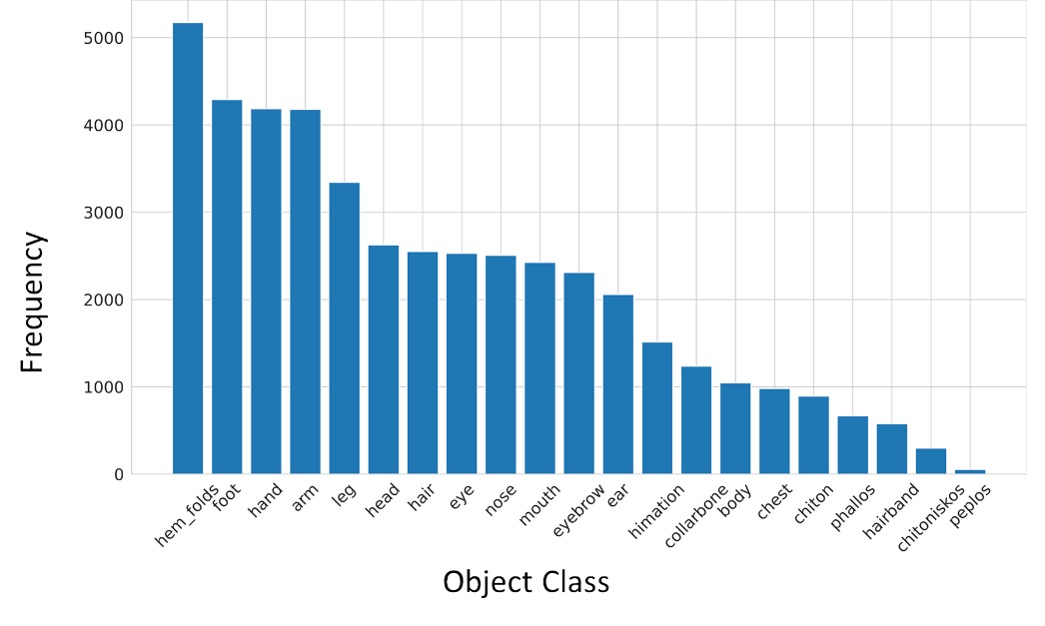 5000
4000
3000
2000
1000
0
Frequency
hem_folds
foot
hand
arm
leg
head
hair
eye
nose
mouth
eyebrow
ear
himation
collarbone
body
chest
chiton
phallos
hairband
chitoniskos
peplos
Object Class